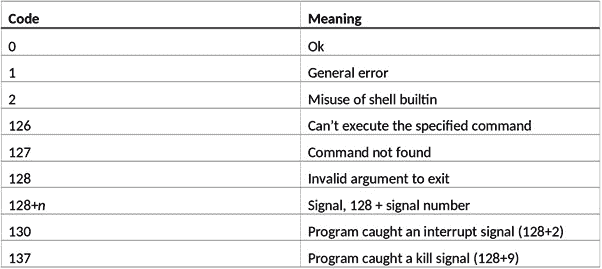 Code Meaning
0 Ok
1 General error
2 Misuse of shell builtin
126 Can’t execute the specified command
127 Command not found
128 Invalid argument to exit
128+n Signal, 128 + signal number
130 Program caught an interrupt signal (128+2)
137 Program caught a kill signal (128+9)